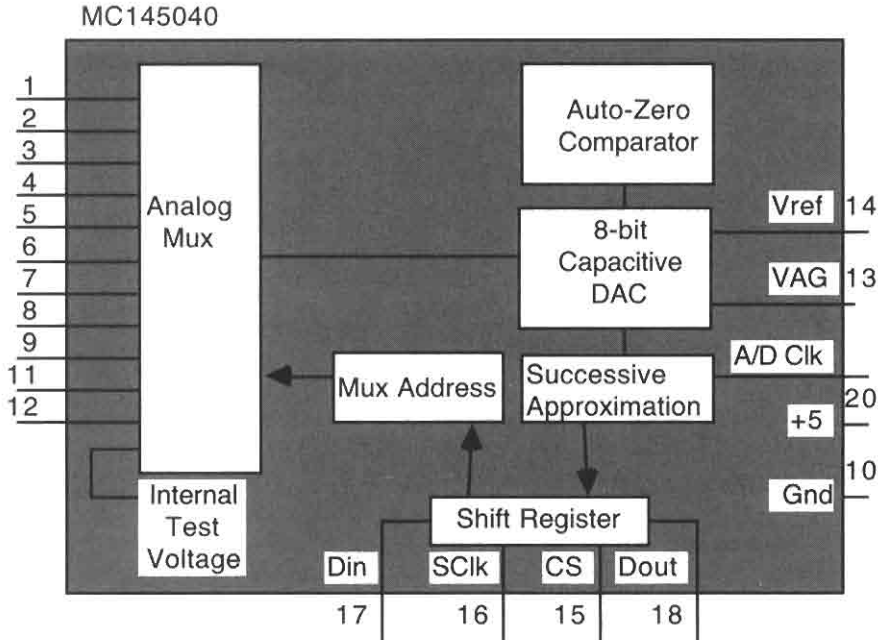 MC145040
1
2
3
4
5
6
7
8
9
11
12
Analog
Mux
Auto-Zero
Comparator
8-bit
Capacitive
DAC
Vref 14
VAG 13
A/D Clk
Mux Address
Successive
Approximation
20
+5
10
Gnd
Internal
Test
Voltage
Shift Register
Din
SClk
CS
Dout
17
16
15
18